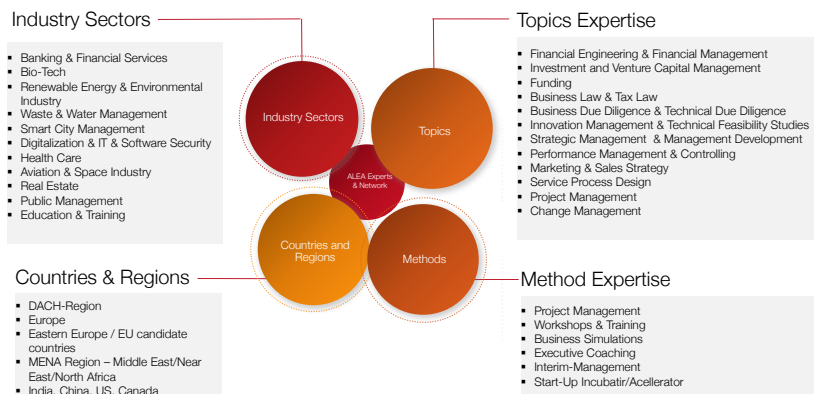 Industry Sectors
Banking & Financial Services
Bio-Tech
Renewable Energy & Environmental
Industry
Waste & Water Management
Smart City Management
Digitalization & IT & Software Security
Health Care
Aviation & Space Industry
Real Estate
Public Management
Education & Training
Topics Expertise
Financial Engineering & Financial Management
Investment and Venture Capital Management
Funding
Business Law & Tax Law
Business Due Diligence & Technical Due Diligence
Innovation Management & Technical Feasibility Studies
Strategic Management & Management Development
Performance Management & Controlling
Marketing & Sales Strategy
Service Process Design
Project Management
Change Management
Industry Sectors
Topics
ALEA Experts
& Network
Countries and
Regions
Methods
Countries & Regions
DACH-Region
Europe
Eastern Europe / EU candidate
countries
MENA Region – Middle East/Near
East/North Africa
India, China, US, Canada
Method Expertise
Project Management
Workshops & Training
Business Simulations
Executive Coaching
Interim-Management
Start-Up Incubatir/Acellerator